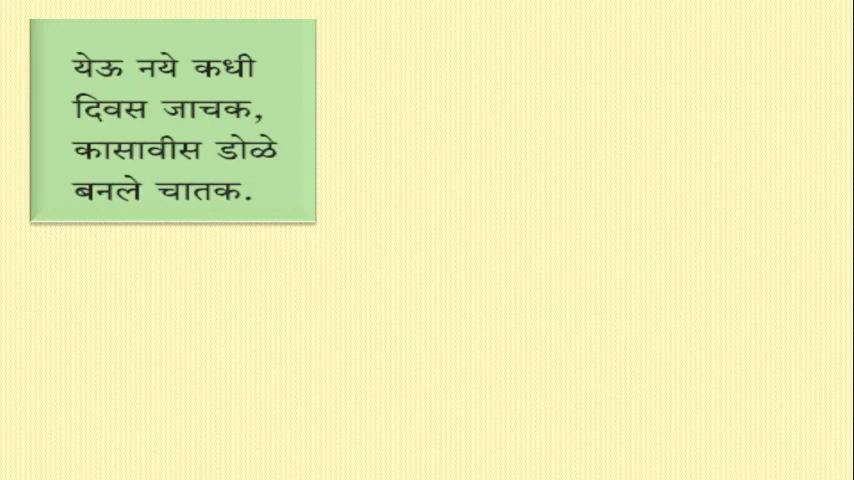 येऊ नये कधी
दिवस जाचक,
कासावीस डोळे
बनले चातक.